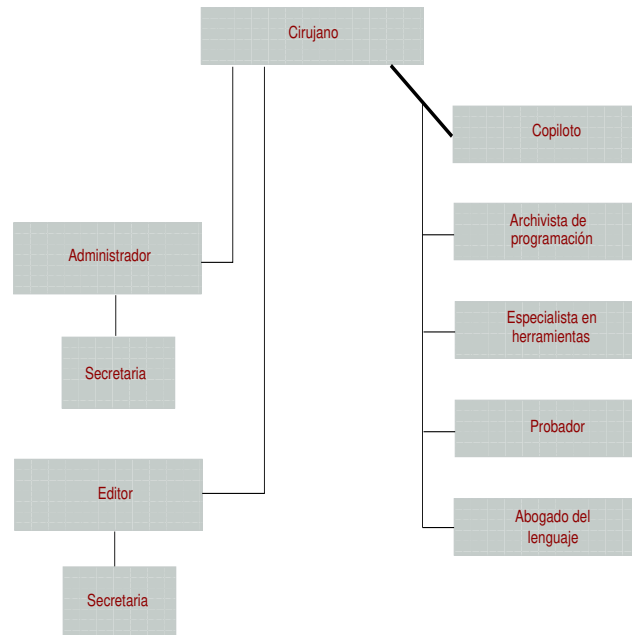 Cirujano
Copiloto
Archivista de
programación
Administrador
Especialista en
herramientas
Secretaria
Probador
Editor
Abogado del
lenguaje
Secretaria